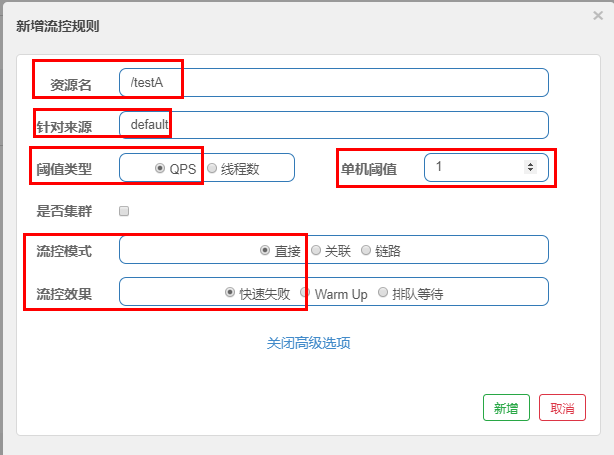 新增流控规则
资源名 /testA
针对来源 default
阈值类型 QPS 线程数 单机阈值 1
是否集群
流控模式 直接 关联 链路
流控效果 快速失败 Warm Up 排队等待
关闭高级选项
新增 取消